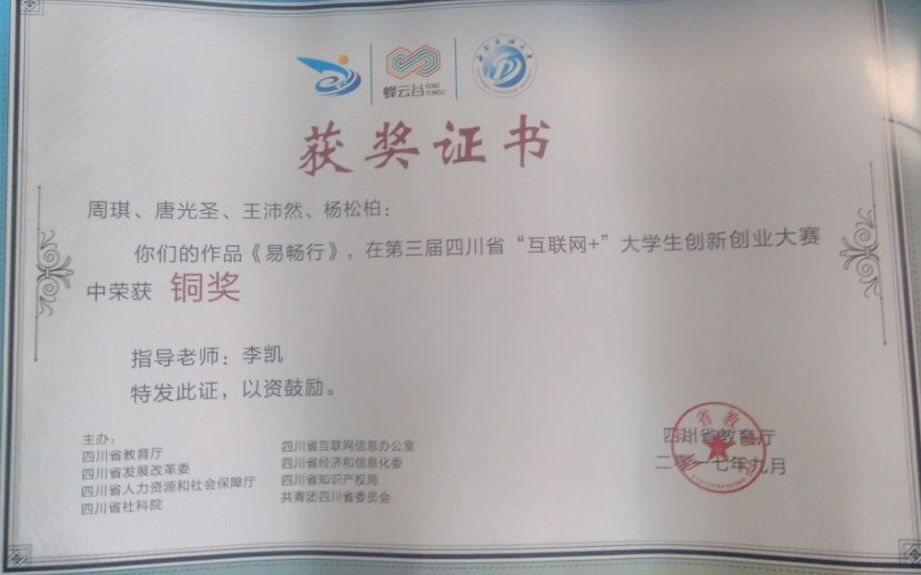 蜂云谷 FENG YUNGU
获奖证书
周琪、唐光圣、王沛然、杨松柏：
你们的作品《易畅行》，在第三届四川省“互联网+”大学生创新创业大赛
中荣获 铜奖
指导老师：李凯
特发此证，以资鼓励。
主办：
四川省教育厅
四川省发展改革委
四川省人力资源和社会保障厅
四川省社科院
四川省互联网信息办公室
四川省经济和信息化委
四川省知识产权局
共青团四川省委员会
四川省教育厅
二零一七年九月